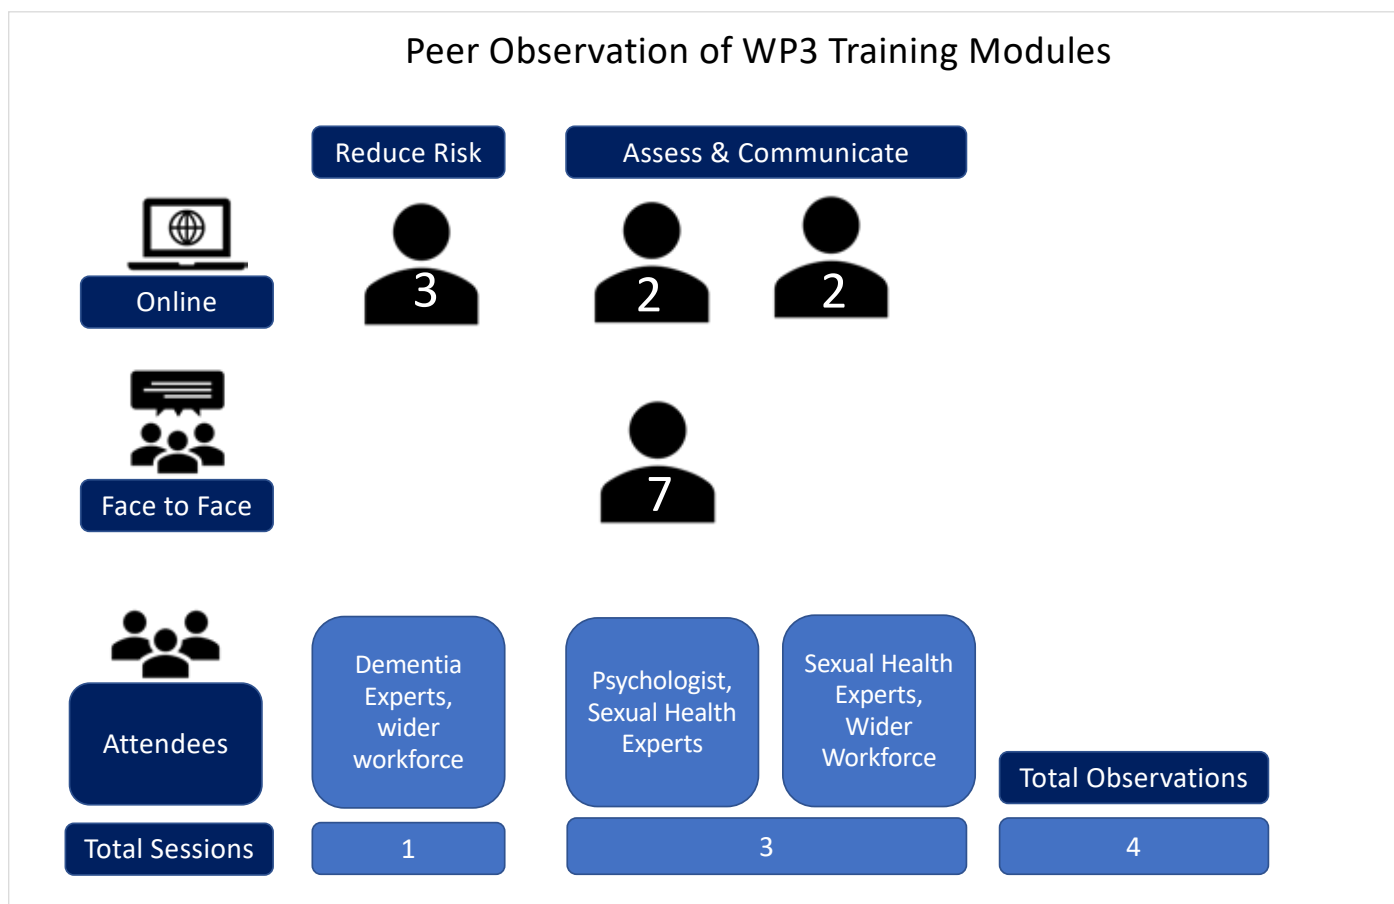 Peer Observation of WP3 Training Modules
Reduce Risk
Assess & Communicate
Online
3
2
2
Face to Face
7
Attendees
Dementia
Experts,
wider
workforce
Psychologist,
Sexual Health
Experts
Sexual Health
Experts,
Wider
Workforce
Total Observations
Total Sessions
1
3
4